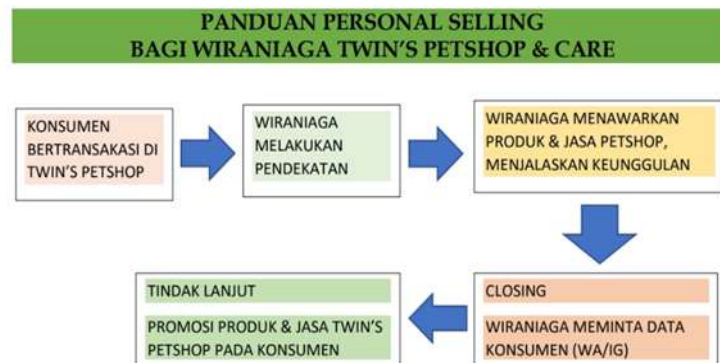 PANDUAN PERSONAL SELLING
BAGI WIRANIAGA TWIN'S PETSHOP & CARE
KONSUMEN
BERTRANSAKASI DI
TWIN'S PETSHOP
WIRANIAGA
MELAKUKAN
PENDEKATAN
WIRANIAGA MENAWARKAN
PRODUK & JASA PETSHOP,
MENJALASKAN KEUNGGULAN
CLOSING
WIRANIAGA MEMINTA DATA
KONSUMEN (WA/IG)
TINDAK LANJUT
PROMOSI PRODUK & JASA TWIN'S
PETSHOP PADA KONSUMEN